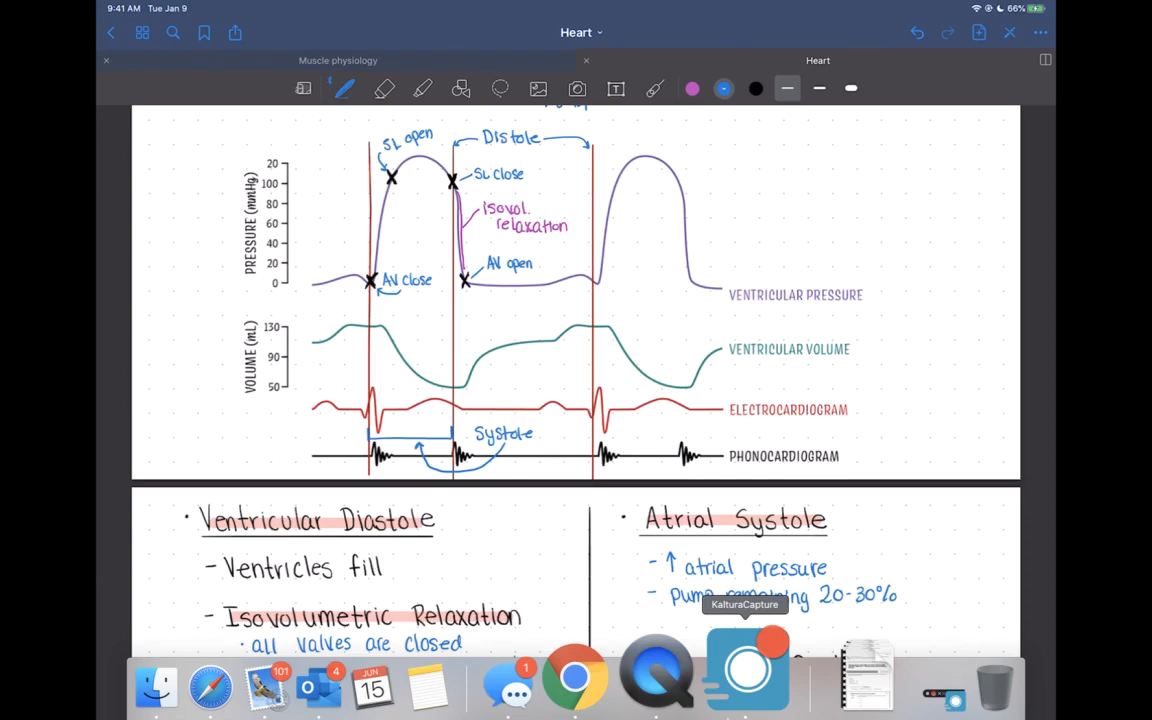 9:41 AM Tue Jan 9
66%
Heart
Muscle physiology
Heart
SL open
Distole
SL close
Isovol.
relaxation
AV open
AV close
PRESSURE (mmHg)
20
100
80
60
40
20
0
VENTRICULAR PRESSURE
VOLUME (mL)
130
90
50
VENTRICULAR VOLUME
ELECTROCARDIOGRAM
Systole
PHONOCARDIOGRAM
· Ventricular Diastole
- Ventricles fill
- Isovolumetric Relaxation
· all valves are closed
· Atrial Systole
- ↑ atrial pressure
- pump remaining 20-30%
KalturaCapture
101
4
JUN
15
1